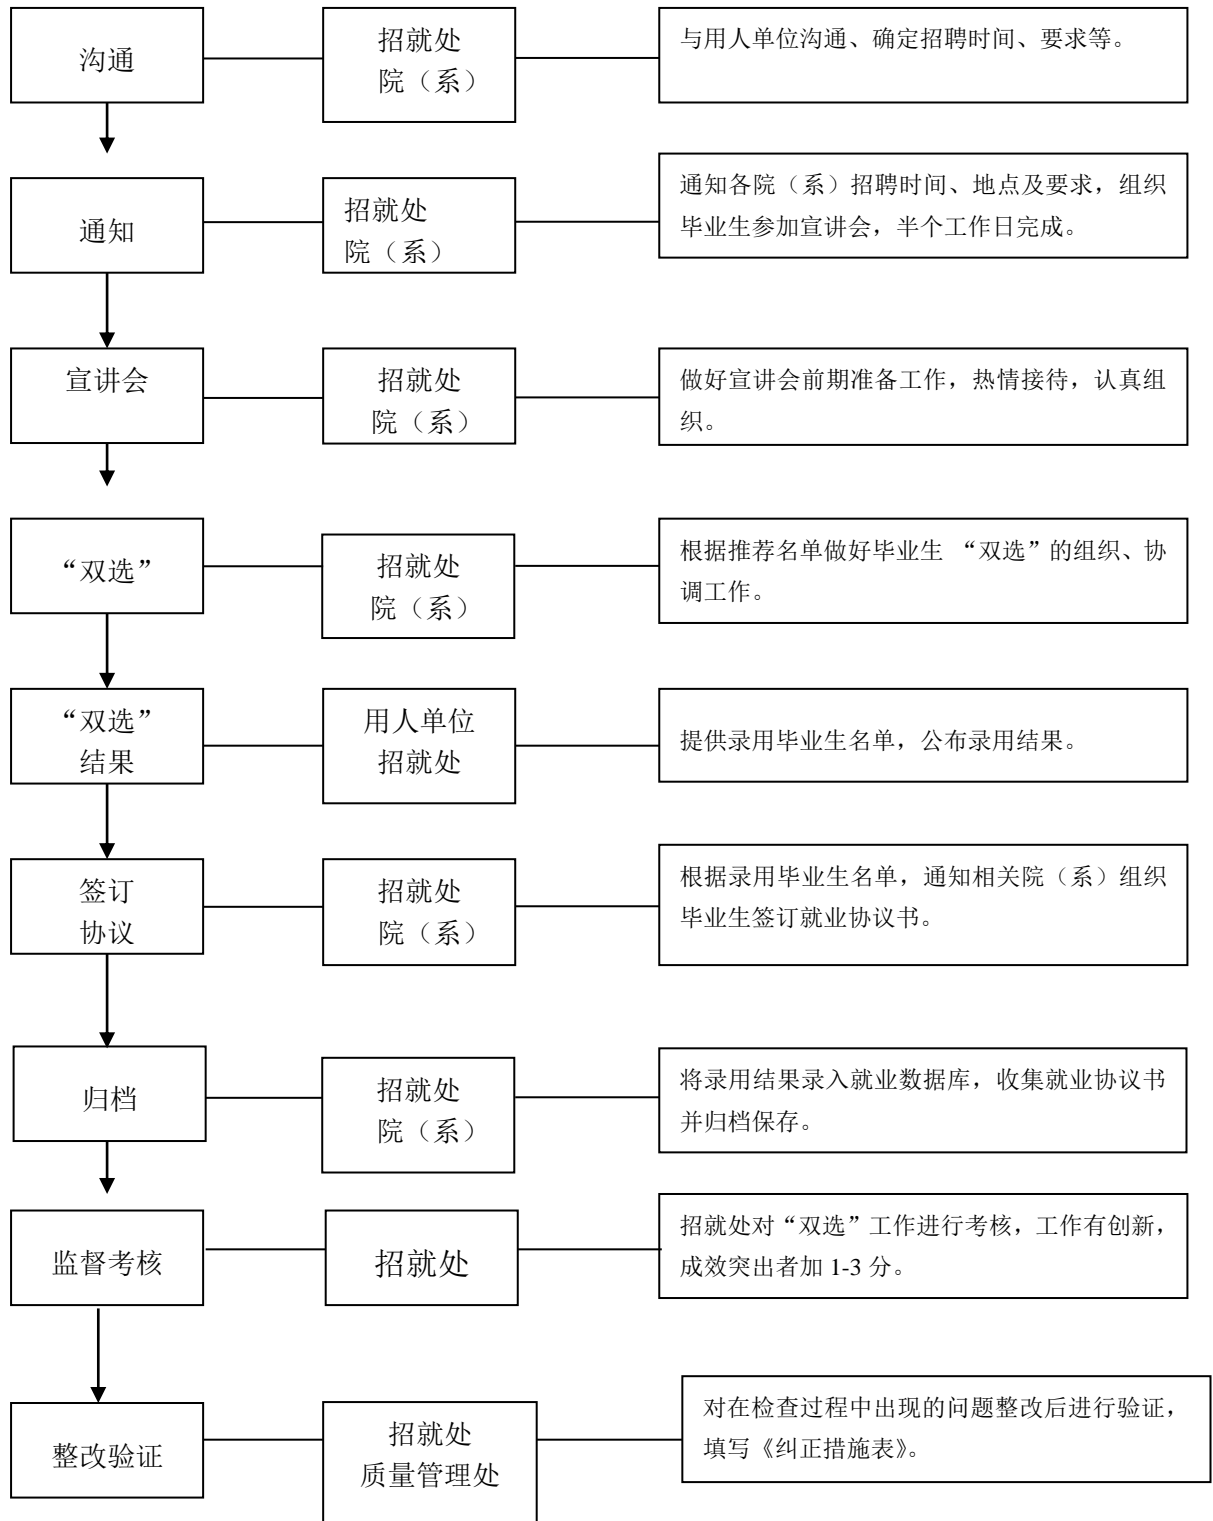 沟通
招就处
院（系）
与用人单位沟通、确定招聘时间、要求等。
通知
招就处
院（系）
通知各院（系）招聘时间、地点及要求，组织
毕业生参加宣讲会，半个工作日完成。
宣讲会
招就处
院（系）
做好宣讲会前期准备工作，热情接待，认真组
织。
“双选”
招就处
院（系）
根据推荐名单做好毕业生 “双选”的组织、协
调工作。
“双选”
结果
用人单位
招就处
提供录用毕业生名单，公布录用结果。
签订
协议
招就处
院（系）
根据录用毕业生名单，通知相关院（系）组织
毕业生签订就业协议书。
归档
招就处
院（系）
将录用结果录入就业数据库，收集就业协议书
并归档保存。
监督考核
招就处
招就处对“双选”工作进行考核，工作有创新，
成效突出者加 1-3 分。
整改验证
招就处
质量管理处
对在检查过程中出现的问题整改后进行验证，
填写《纠正措施表》。